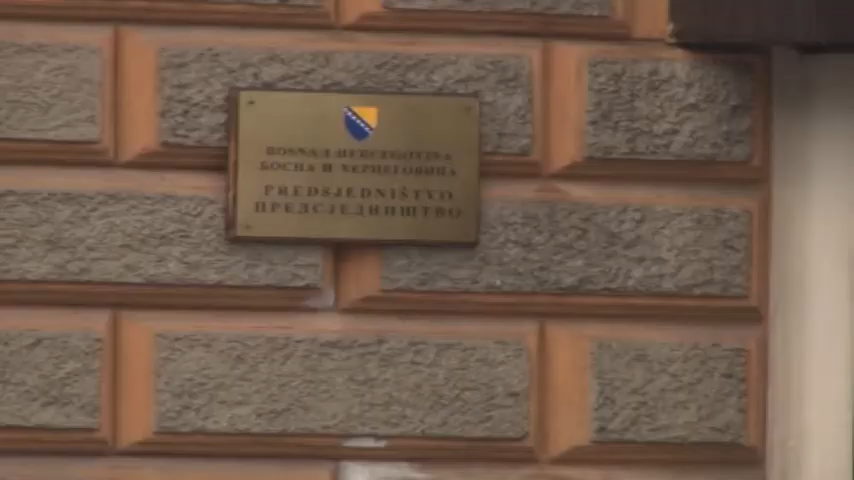 BOSNA I HERCEGOVINA
БОСНА И ХЕРЦЕГОВИНА
PREDSJEDNIŠTVO
ПРЕДСЈЕДНИШТВО